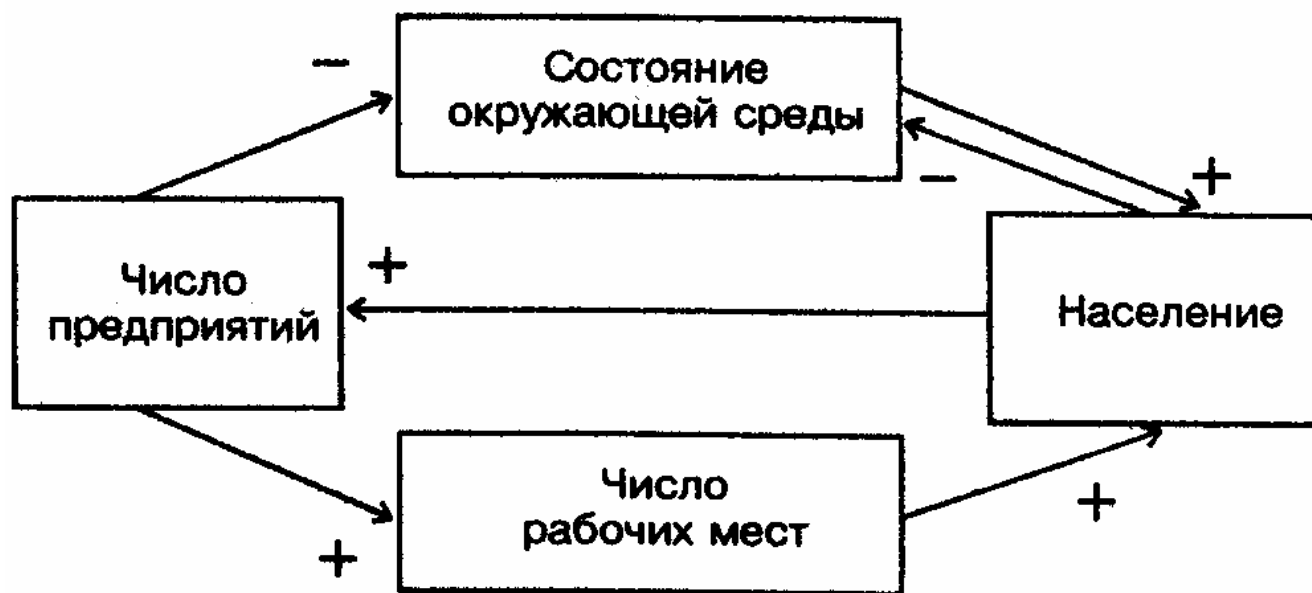 −
Состояние
окружающей среды
−
+
Число
предприятий
+
Население
Число
рабочих мест
+
+